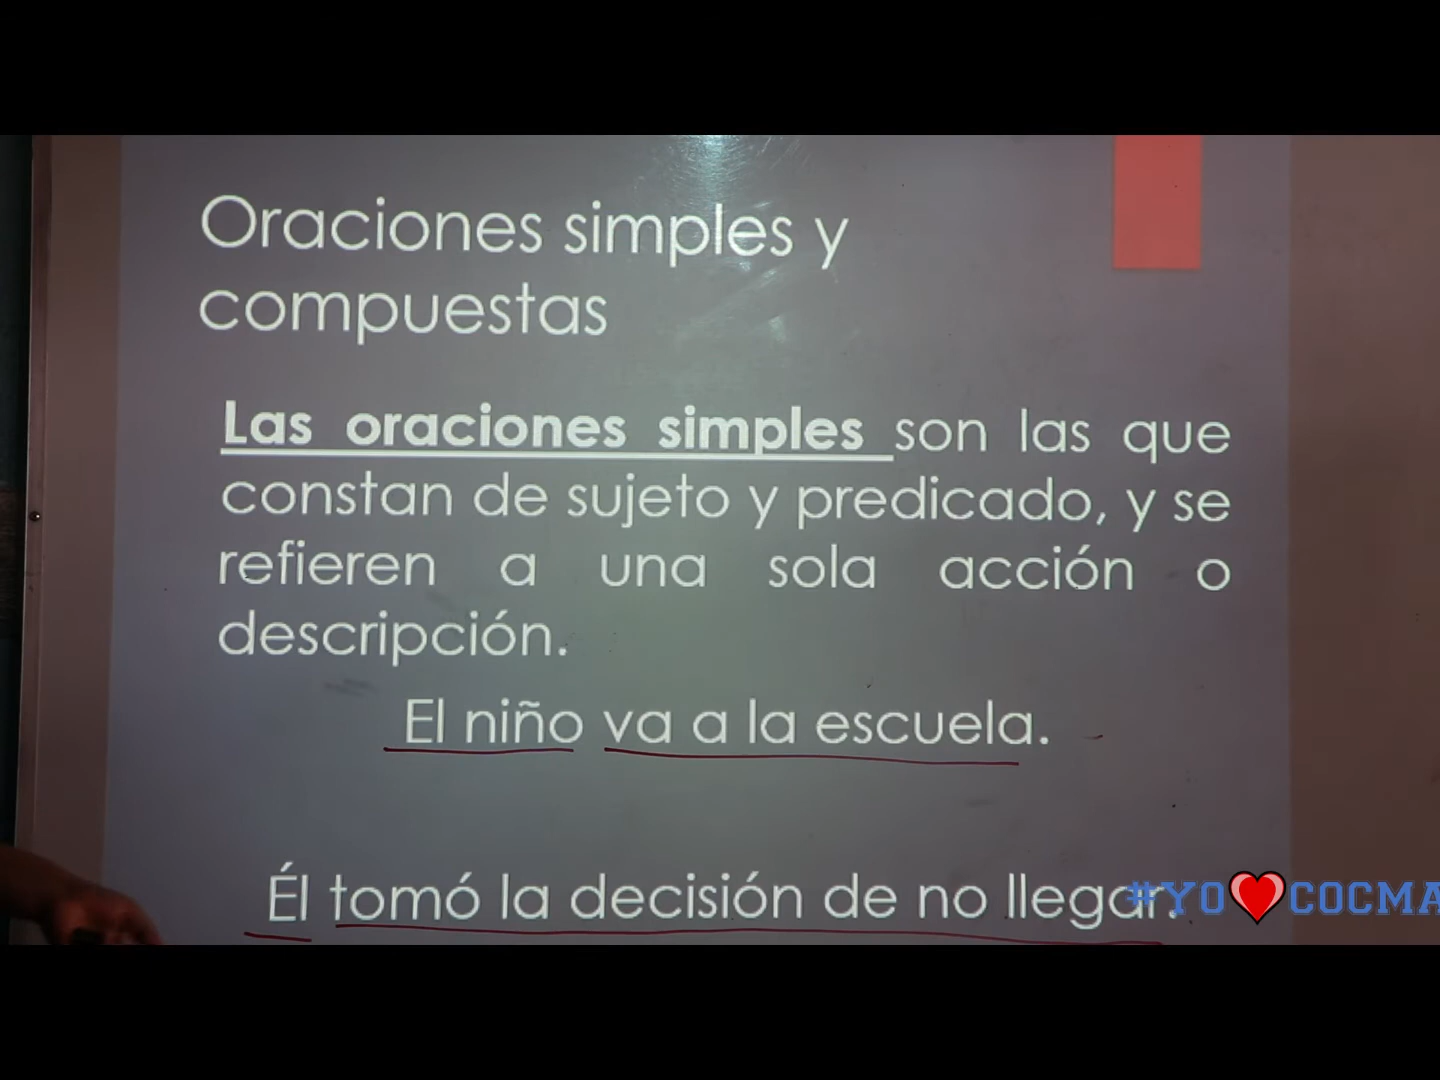 Oraciones simples y
compuestas
Las oraciones simples son las que
constan de sujeto y predicado, y se
refieren a una sola acción o
descripción.
El niño va a la escuela.
Él tomó la decisión de no llegar.
#YO❤COCMA